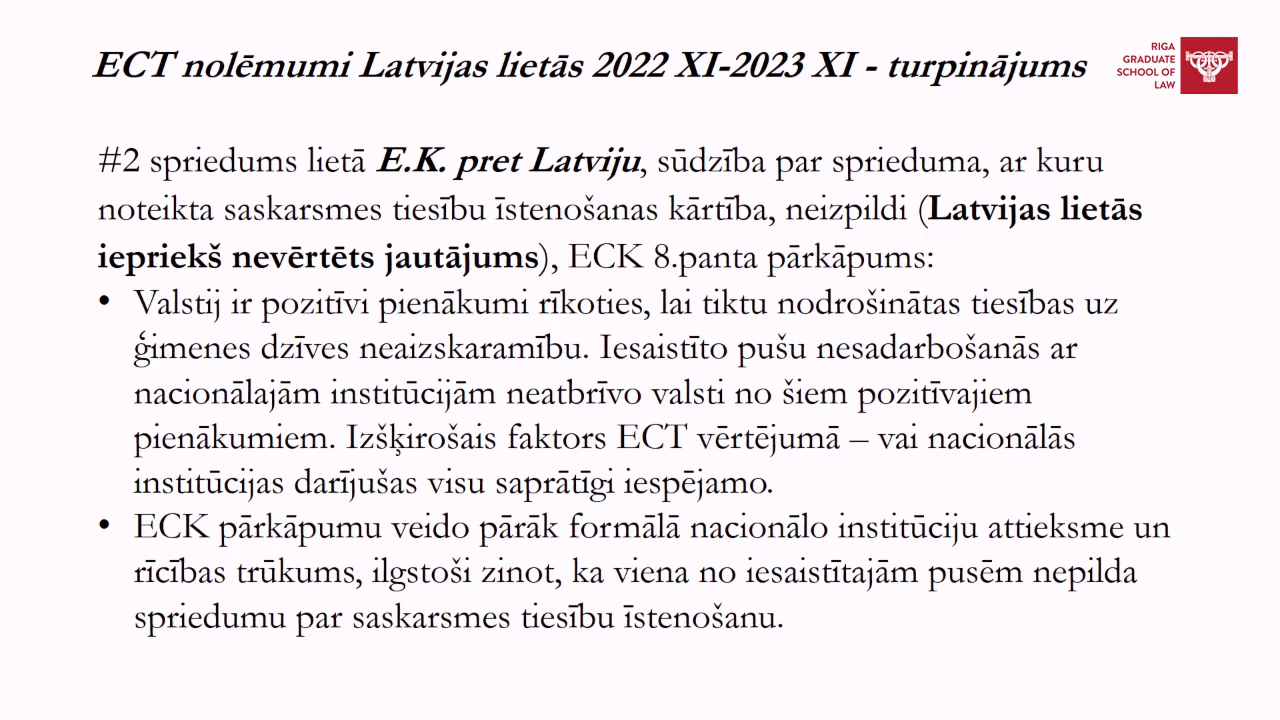 ECT nolēmumi Latvijas lietās 2022 XI-2023 XI - turpinājums
RIGA
GRADUATE
SCHOOL OF
LAW
#2 spriedums lietā E.K. pret Latviju, sūdzība par sprieduma, ar kuru
noteikta saskarsmes tiesību īstenošanas kārtība, neizpildi (Latvijas lietās
iepriekš nevērtēts jautājums), ECK 8.panta pārkāpums:
• Valstij ir pozitīvi pienākumi rīkoties, lai tiktu nodrošinātas tiesības uz
ģimenes dzīves neaizskaramību. Iesaistīto pušu nesadarbošanās ar
nacionālajām institūcijām neatbrīvo valsti no šiem pozitīvajiem
pienākumiem. Izšķirošais faktors ECT vērtējumā – vai nacionālās
institūcijas darījušas visu saprātīgi iespējamo.
• ECK pārkāpumu veido pārāk formālā nacionālo institūciju attieksme un
rīcības trūkums, ilgstoši zinot, ka viena no iesaistītajām pusēm nepilda
spriedumu par saskarsmes tiesību īstenošanu.